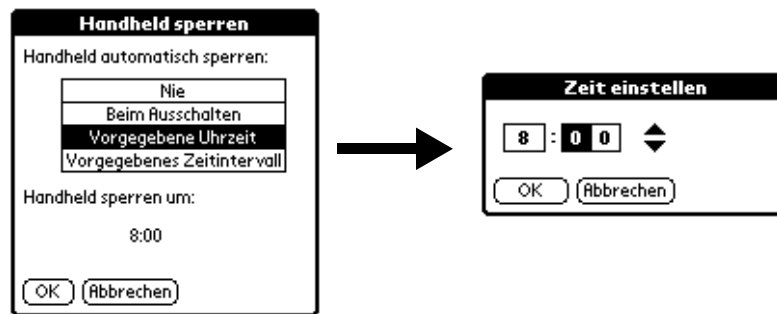 Handheld sperren
Handheld automatisch sperren:
Nie
Beim Ausschalten
Vorgegebene Uhrzeit
Vorgegebenes Zeitintervall
Handheld sperren um:
8:00
OK Abbrechen
Zeit einstellen
8 : 0 0
OK Abbrechen